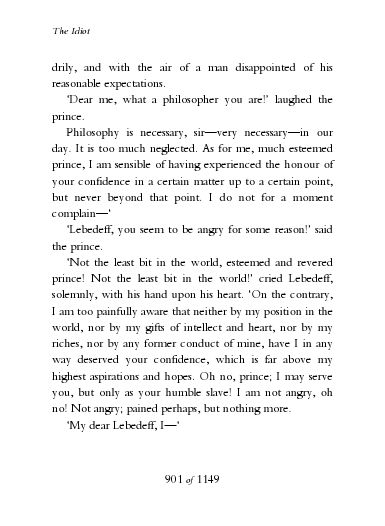 The Idiot
drily, and with the air of a man disappointed of his
reasonable expectations.
‘Dear me, what a philosopher you are!’ laughed the
prince.
Philosophy is necessary, sir—very necessary—in our
day. It is too much neglected. As for me, much esteemed
prince, I am sensible of having experienced the honour of
your confidence in a certain matter up to a certain point,
but never beyond that point. I do not for a moment
complain—‘
‘Lebedeff, you seem to be angry for some reason!’ said
the prince.
‘Not the least bit in the world, esteemed and revered
prince! Not the least bit in the world!’ cried Lebedeff,
solemnly, with his hand upon his heart. ‘On the contrary,
I am too painfully aware that neither by my position in the
world, nor by my gifts of intellect and heart, nor by my
riches, nor by any former conduct of mine, have I in any
way deserved your confidence, which is far above my
highest aspirations and hopes. Oh no, prince; I may serve
you, but only as your humble slave! I am not angry, oh
no! Not angry; pained perhaps, but nothing more.
‘My dear Lebedeff, I—‘
901 of 1149